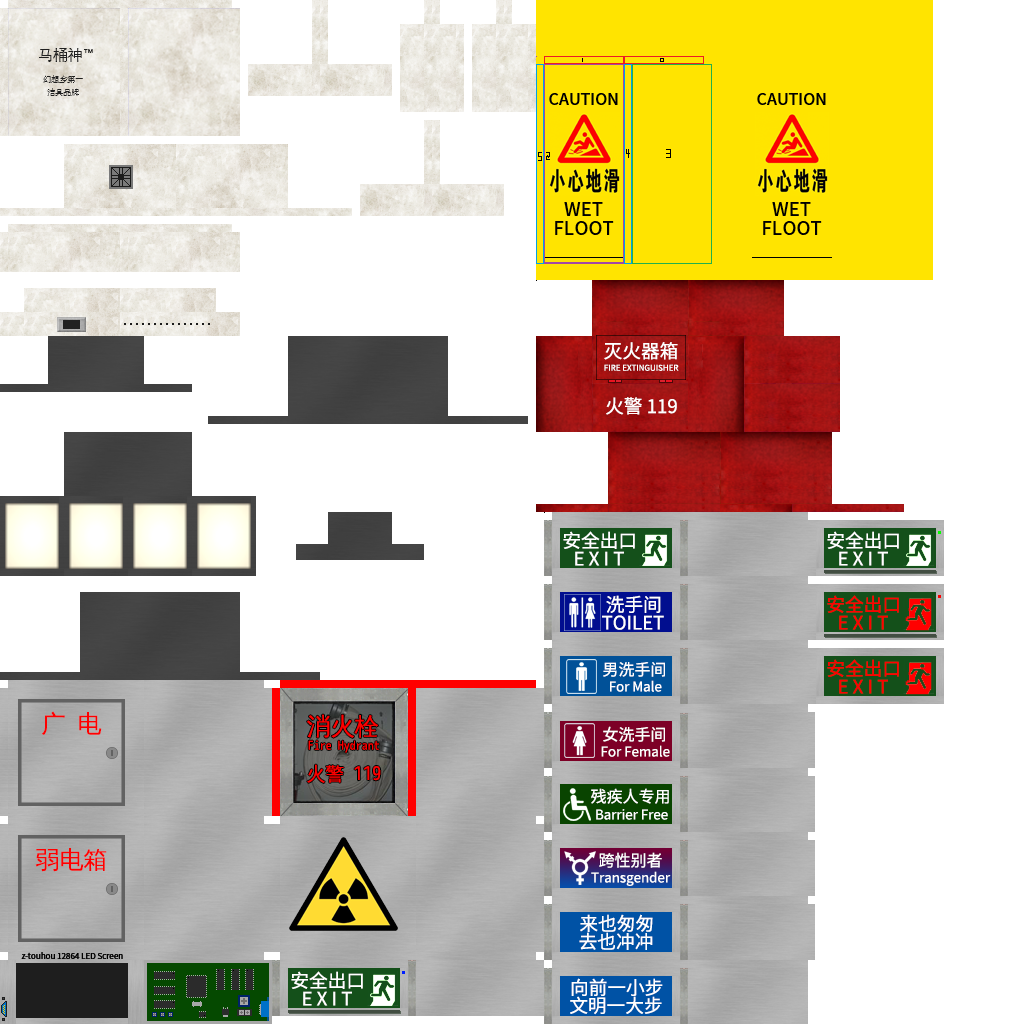 马桶神™
幻想乡第一
洁具品牌
CAUTION
小心地滑
WET
FLOOT
CAUTION
小心地滑
WET
FLOOT
1
0
5
2
4
3
灭火器箱
FIRE EXTINGUISHER
火警 119
安全出口
EXIT
安全出口
EXIT
洗手间
TOILET
安全出口
EXIT
男洗手间
For Male
安全出口
EXIT
广 电
消火栓
Fire Hydrant
火警 119
女洗手间
For Female
残疾人专用
Barrier Free
弱电箱
跨性别者
Transgender
来也匆匆
去也冲冲
z-touhou 12864 LED Screen
安全出口
EXIT
向前一小步
文明一大步